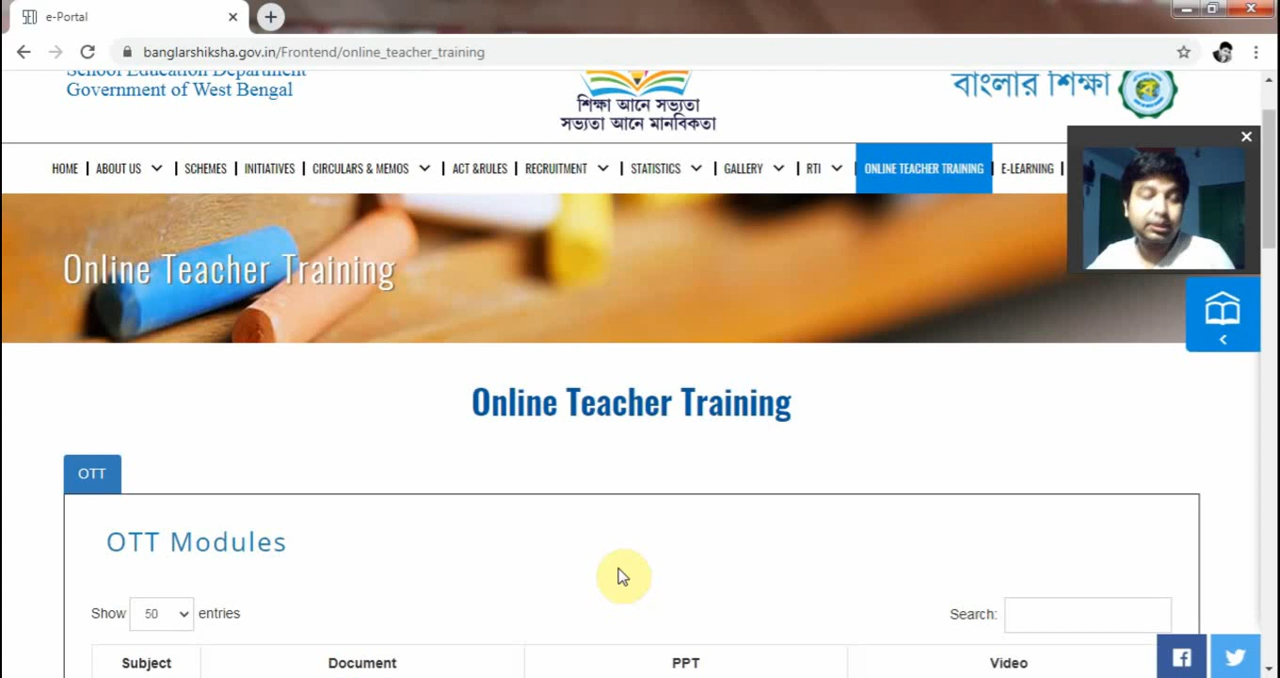 e-Portal
banglarshiksha.gov.in/Frontend/online_teacher_training
School Education Department
Government of West Bengal
শিক্ষা আনে সভ্যতা
সভ্যতা আনে মানবিকতা
বাংলার শিক্ষা
HOME ABOUT US SCHEMES INITIATIVES CIRCULARS & MEMOS ACT &RULES RECRUITMENT STATISTICS GALLERY RTI ONLINE TEACHER TRAINING E-LEARNING
Online Teacher Training
Online Teacher Training
OTT
OTT Modules
Show 50 entries
Search:
Subject Document PPT Video